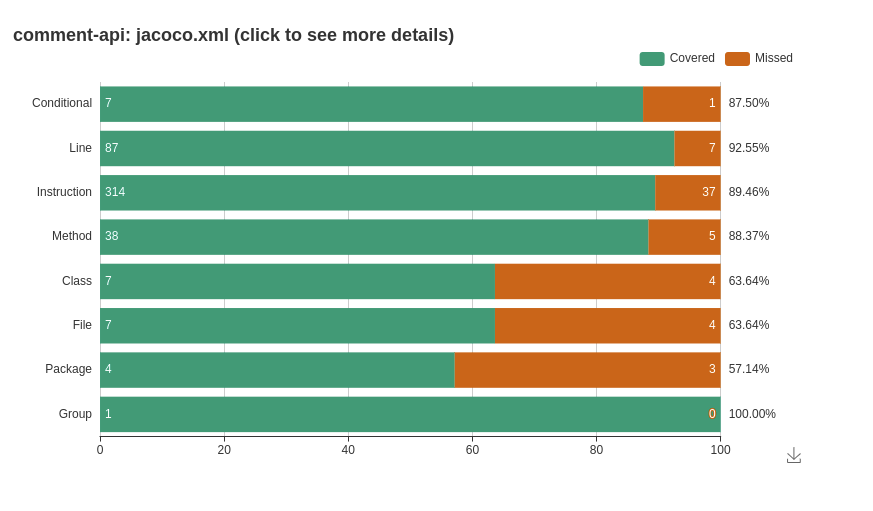 comment-api: jacoco.xml (click to see more details)
Covered Missed
Conditional 7 1 87.50%
Line 87 7 92.55%
Instruction 314 37 89.46%
Method 38 5 88.37%
Class 7 4 63.64%
File 7 4 63.64%
Package 4 3 57.14%
Group 1 0 100.00%
0 20 40 60 80 100